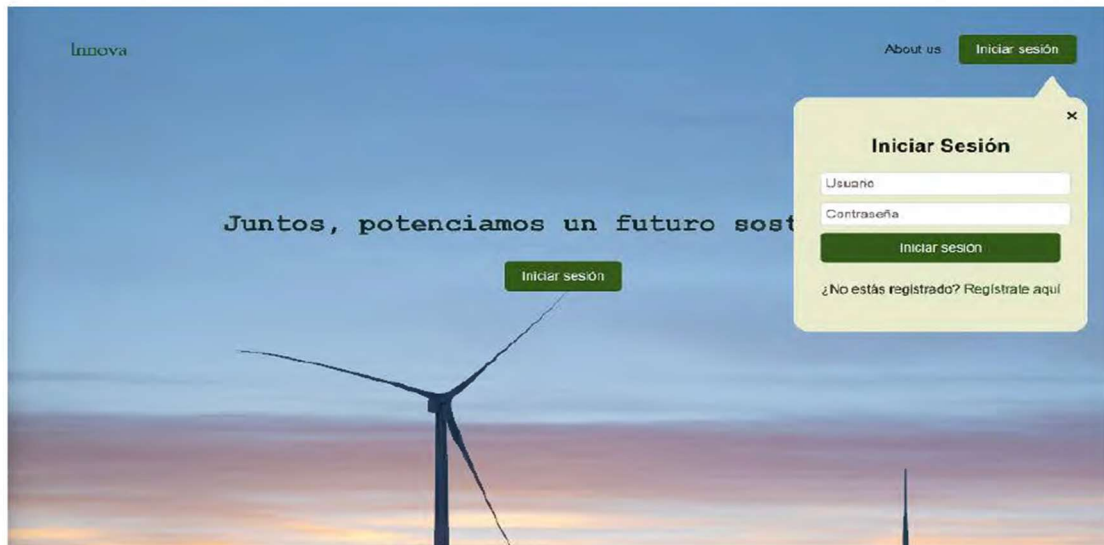 Innova
About us
Iniciar sesión
×
Iniciar Sesión
Usuario
Contraseña
Iniciar sesión
¿No estás registrado? Regístrate aquí
Juntos, potenciamos un futuro sost
Iniciar sesión